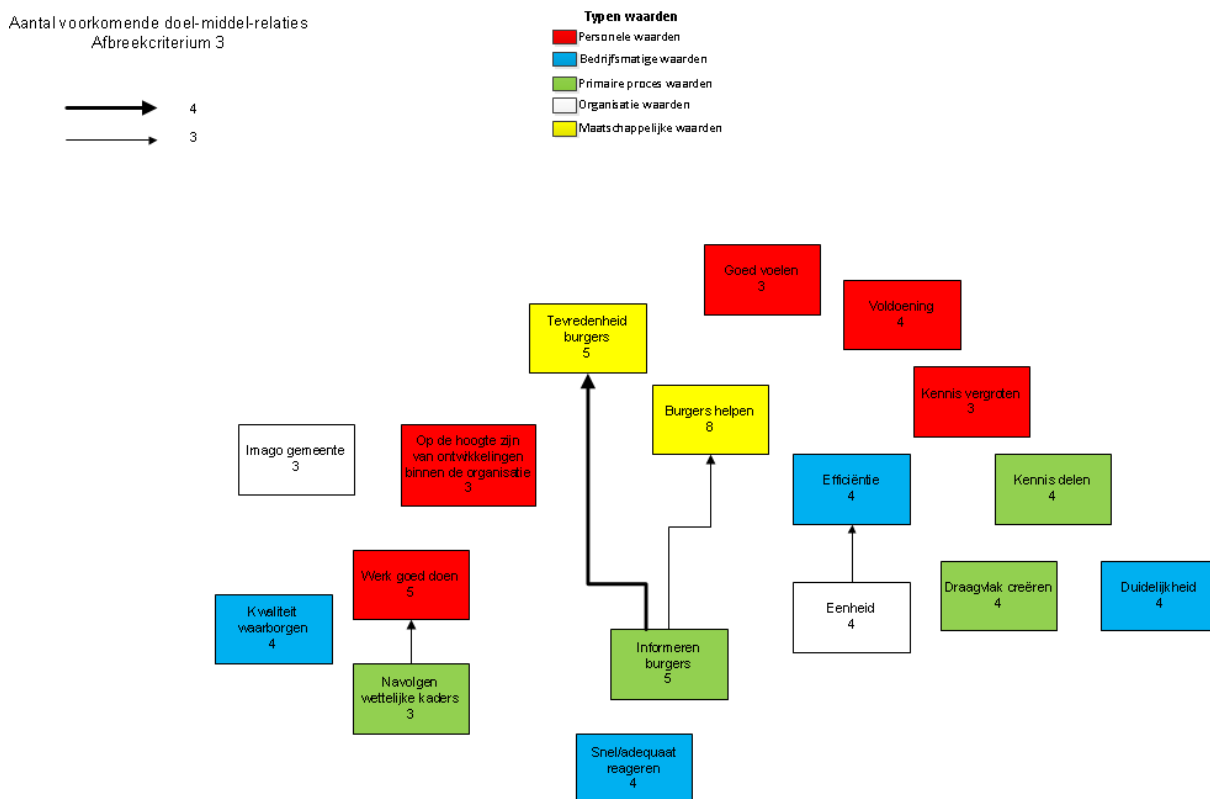 Aantal voorkomende doel-middel-relaties
Afbreekcriterium 3
4
3
Typen waarden
Personele waarden
Bedrijfsmatige waarden
Primaire proces waarden
Organisatie waarden
Maatschappelijke waarden
Goed voelen
3
Voldoening
4
Tevredenheid
burgers
5
Kennis vergroten
3
Burgers helpen
8
Imago gemeente
3
Op de hoogte zijn
van ontwikkelingen
binnen de organisatie
3
Efficiëntie
4
Kennis delen
4
Werk goed doen
5
Draagvlak creëren
4
Duidelijkheid
4
Kwaliteit
waarborgen
4
Eenheid
4
Informeren
burgers
5
Navolgen
wettelijke kaders
3
Snel/adequaat
reageren
4